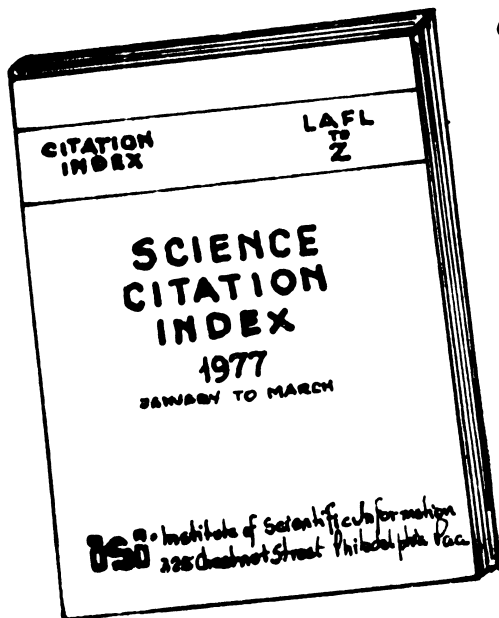 CITATION
INDEX
LAFL
TO
Z
SCIENCE
CITATION
INDEX
1977
JANUARY TO MARCH
isi® Institute of Scientific Information
325 Chestnut Street Philadelphia